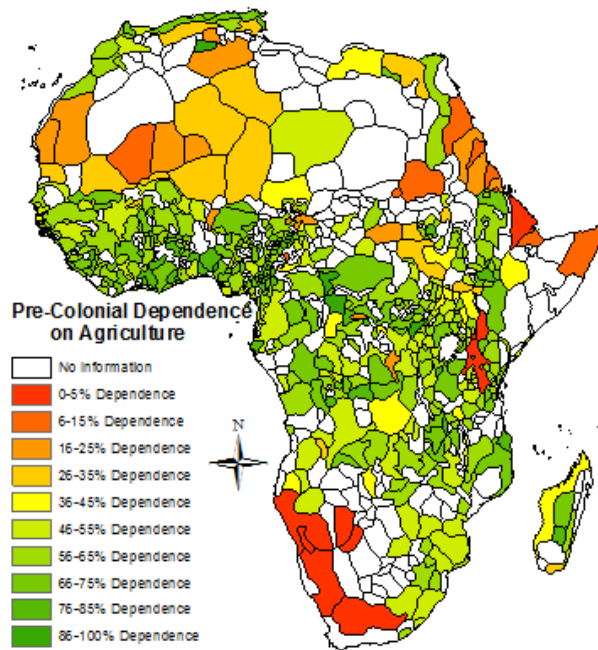 Pre-Colonial Dependence
on Agriculture
No Information
0-5% Dependence
6-15% Dependence
16-25% Dependence
26-35% Dependence
36-45% Dependence
46-55% Dependence
56-65% Dependence
66-75% Dependence
76-85% Dependence
86-100% Dependence
N